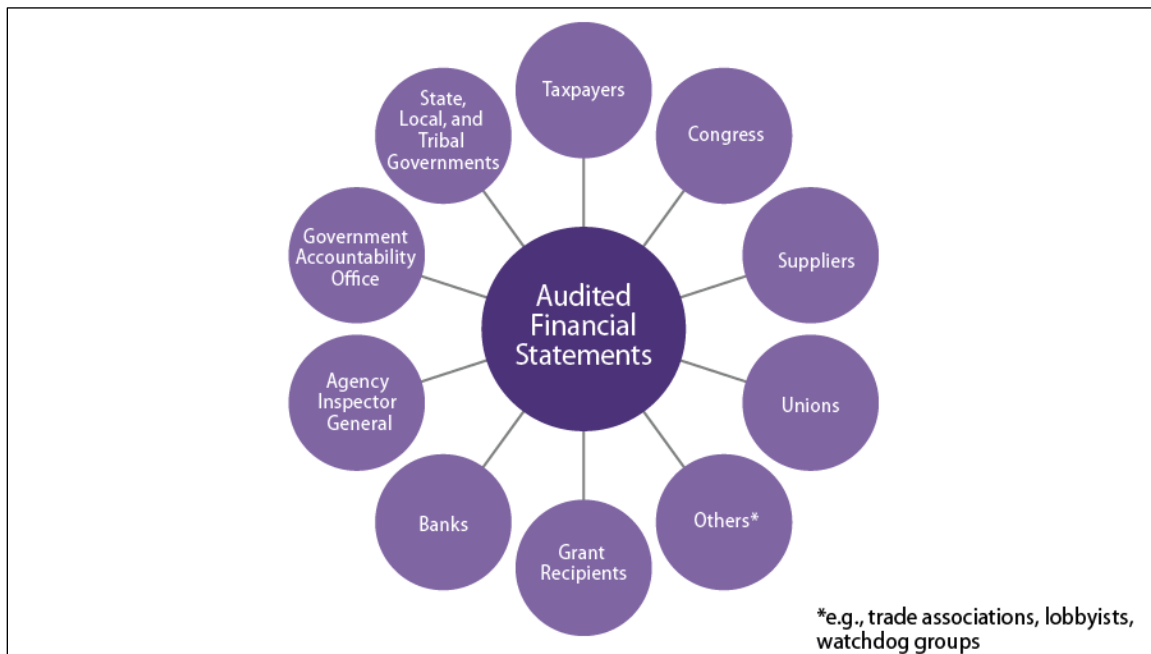 Taxpayers
Congress
Suppliers
Unions
Others*
Grant
Recipients
Banks
Agency
Inspector
General
Government
Accountability
Office
State,
Local, and
Tribal
Governments
Audited
Financial
Statements
*e.g., trade associations, lobbyists,
watchdog groups